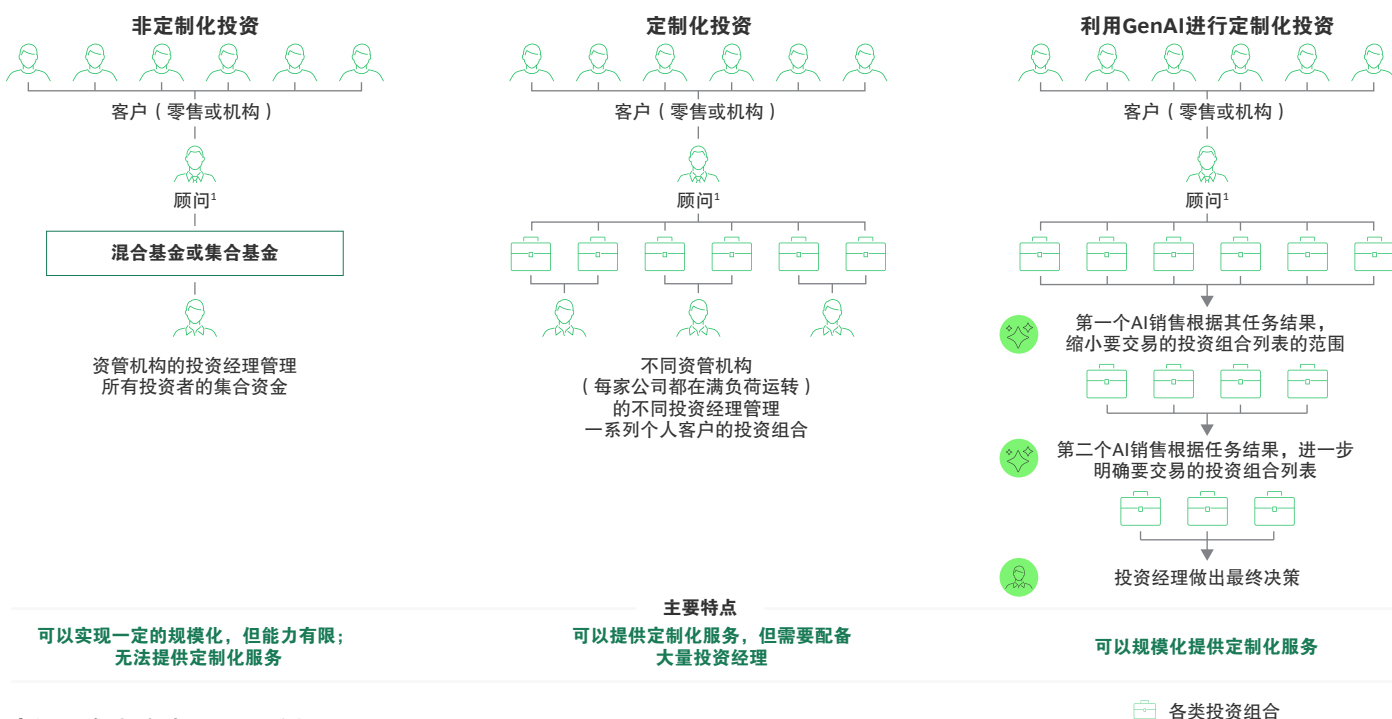 非定制化投资
客户（零售或机构）
顾问¹
混合基金或集合基金
资管机构的投资经理管理
所有投资者的集合资金
定制化投资
客户（零售或机构）
顾问¹
不同资管机构
（每家公司都在满负荷运转）
的不同投资经理管理
一系列个人客户的投资组合
利用GenAI进行定制化投资
客户（零售或机构）
顾问¹
第一个AI销售根据其任务结果，
缩小要交易的投资组合列表的范围
第二个AI销售根据任务结果，进一步
明确要交易的投资组合列表
投资经理做出最终决策
主要特点
可以实现一定的规模化，但能力有限；
无法提供定制化服务
可以提供定制化服务，但需要配备
大量投资经理
可以规模化提供定制化服务
各类投资组合